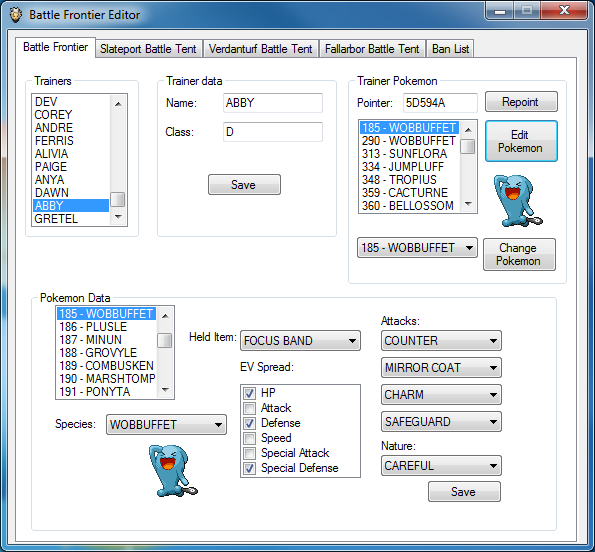 Battle Frontier Editor
Battle Frontier
Slateport Battle Tent
Verdanturf Battle Tent
Fallarbor Battle Tent
Ban List
Trainers
DEV
COREY
ANDRE
FERRIS
ALIVIA
PAIGE
ANYA
DAWN
ABBY
GRETEL
Trainer data
Name: ABBY
Class: D
Save
Trainer Pokemon
Pointer: 5D594A
Repoint
185 - WOBBUFFET
290 - WOBBUFFET
313 - SUNFLORA
334 - JUMPLUFF
348 - TROPIUS
359 - CACTURNE
360 - BELLOSSOM
Edit
Pokemon
185 - WOBBUFFET
Change
Pokemon
Pokemon Data
185 - WOBBUFFET
186 - PLUSLE
187 - MINUN
188 - GROVYLE
189 - COMBUSKEN
190 - MARSHTOMP
191 - PONYTA
Species: WOBBUFFET
Held Item: FOCUS BAND
EV Spread:
HP
Attack
Defense
Speed
Special Attack
Special Defense
Attacks:
COUNTER
MIRROR COAT
CHARM
SAFEGUARD
Nature:
CAREFUL
Save